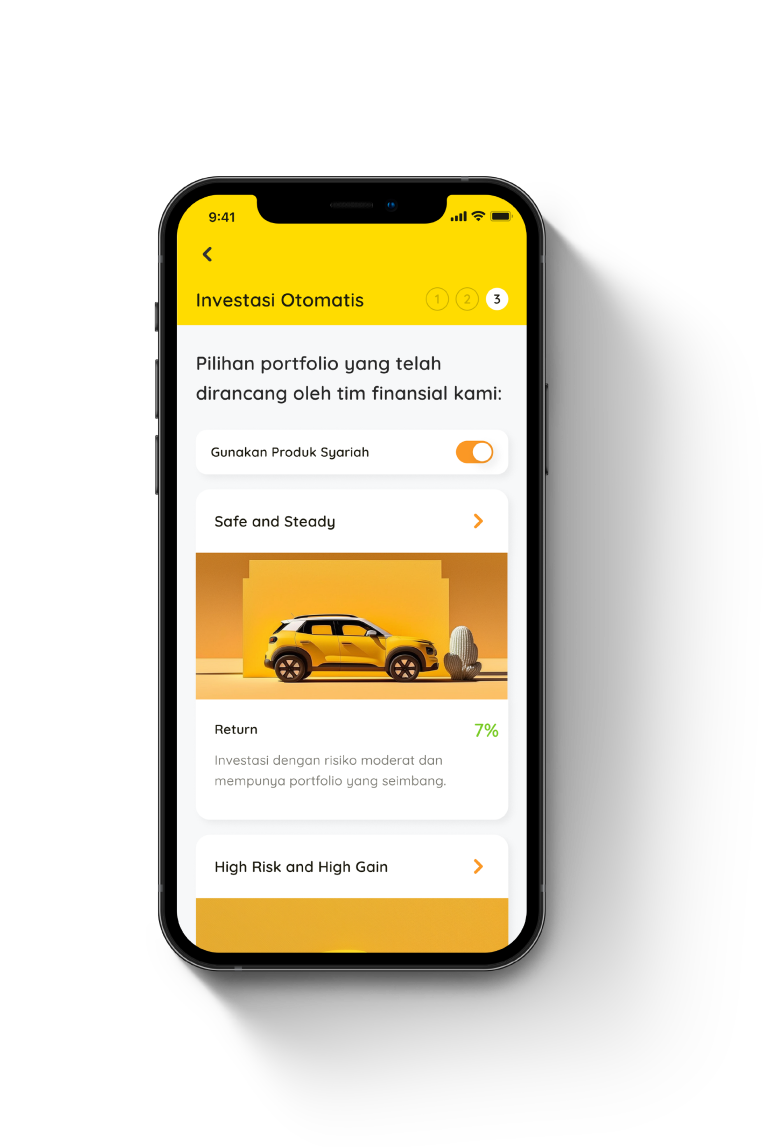 9:41
Investasi Otomatis
1 2 3
Pilihan portfolio yang telah
dirancang oleh tim finansial kami:
Gunakan Produk Syariah
Safe and Steady
Return 7%
Investasi dengan risiko moderat dan
mempunya portfolio yang seimbang.
High Risk and High Gain